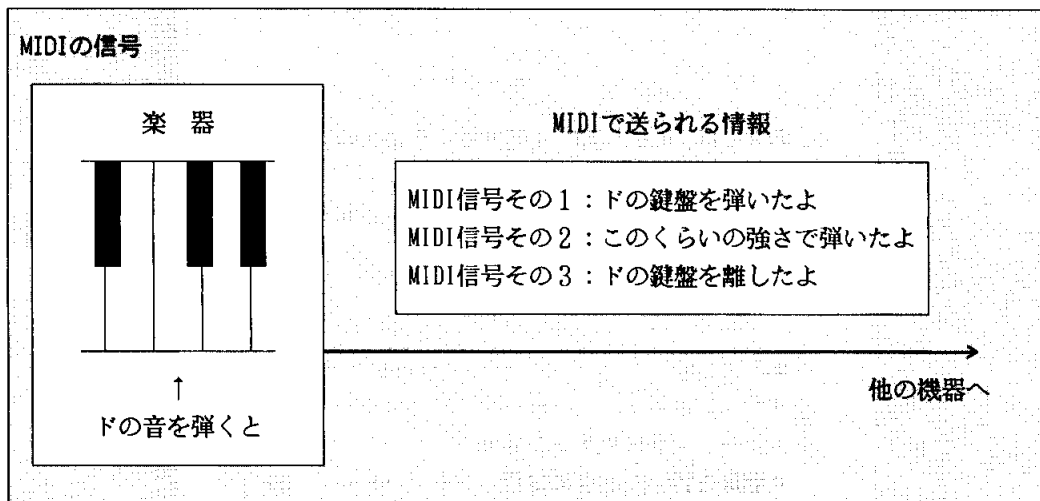 MIDIの信号
楽　器
↑
ドの音を弾くと
MIDIで送られる情報
MIDI信号その1：ドの鍵盤を弾いたよ
MIDI信号その2：このくらいの強さで弾いたよ
MIDI信号その3：ドの鍵盤を離したよ
他の機器へ